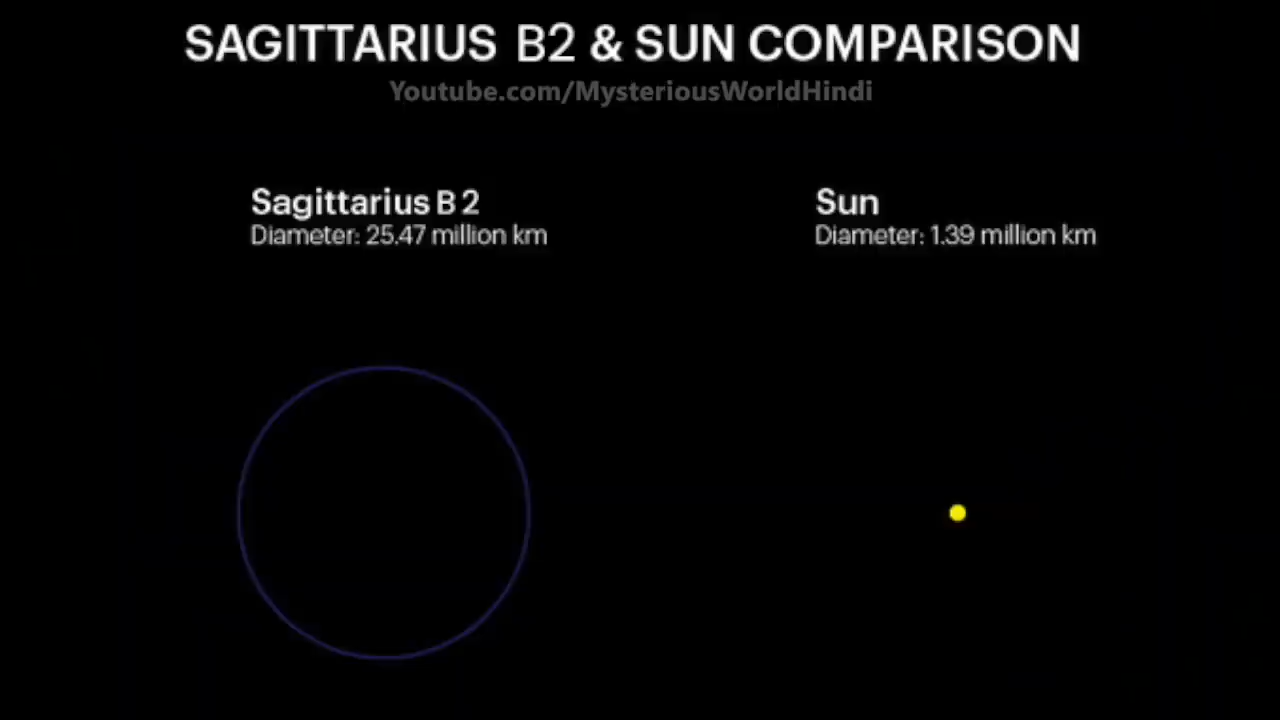 SAGITTARIUS B2 & SUN COMPARISON
Youtube.com/MysteriousWorldHindi
Sagittarius B 2
Diameter: 25.47 million km
Sun
Diameter: 1.39 million km